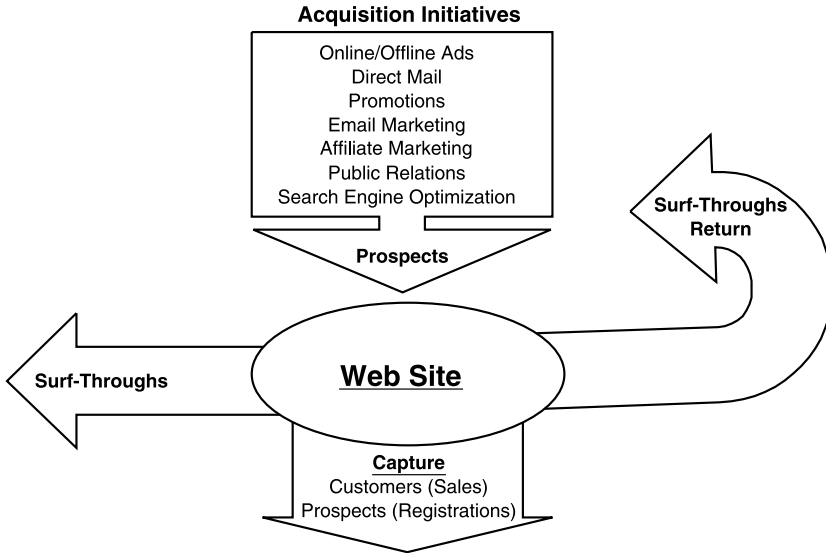 Acquisition Initiatives
Online/Offline Ads
Direct Mail
Promotions
Email Marketing
Affiliate Marketing
Public Relations
Search Engine Optimization
Prospects
Surf-Throughs
Return
Web Site
Surf-Throughs
Capture
Customers (Sales)
Prospects (Registrations)